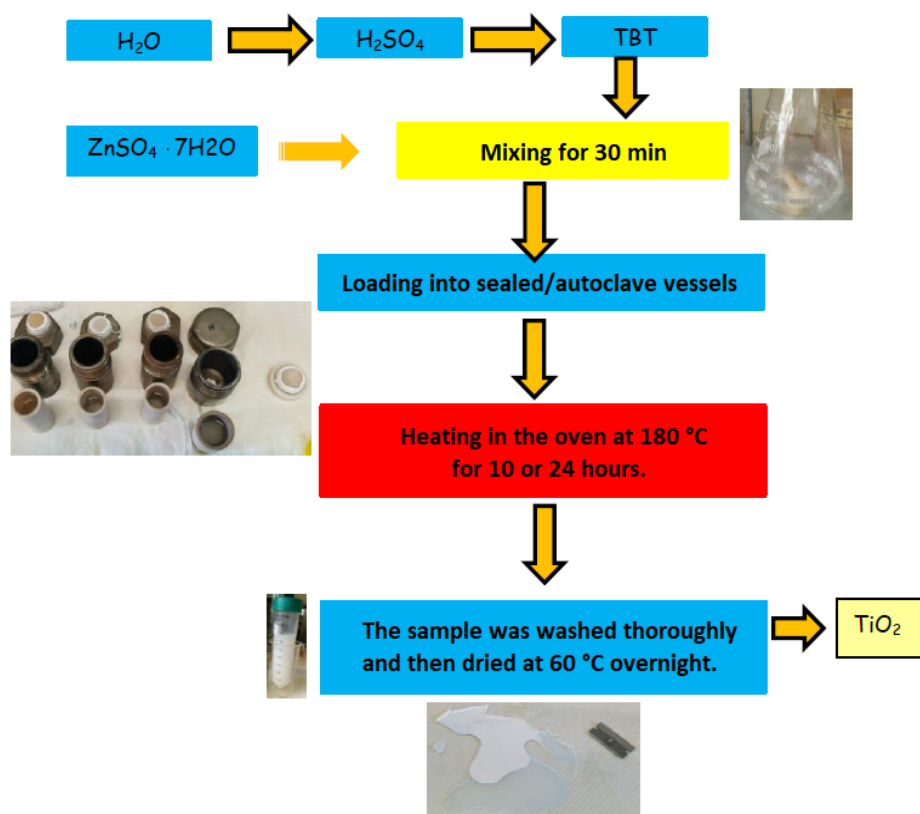 H₂O
H₂SO₄
TBT
ZnSO₄ · 7H2O
Mixing for 30 min
Loading into sealed/autoclave vessels
Heating in the oven at 180 °C
for 10 or 24 hours.
The sample was washed thoroughly
and then dried at 60 °C overnight.
TiO₂